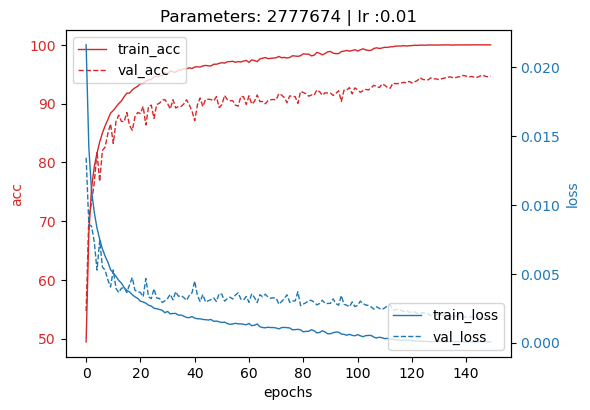 Parameters: 2777674 | lr :0.01
100
90
80
70
60
50
acc
train_acc
val_acc
0.020
0.015
0.010
0.005
0.000
loss
train_loss
val_loss
0 20 40 60 80 100 120 140
epochs